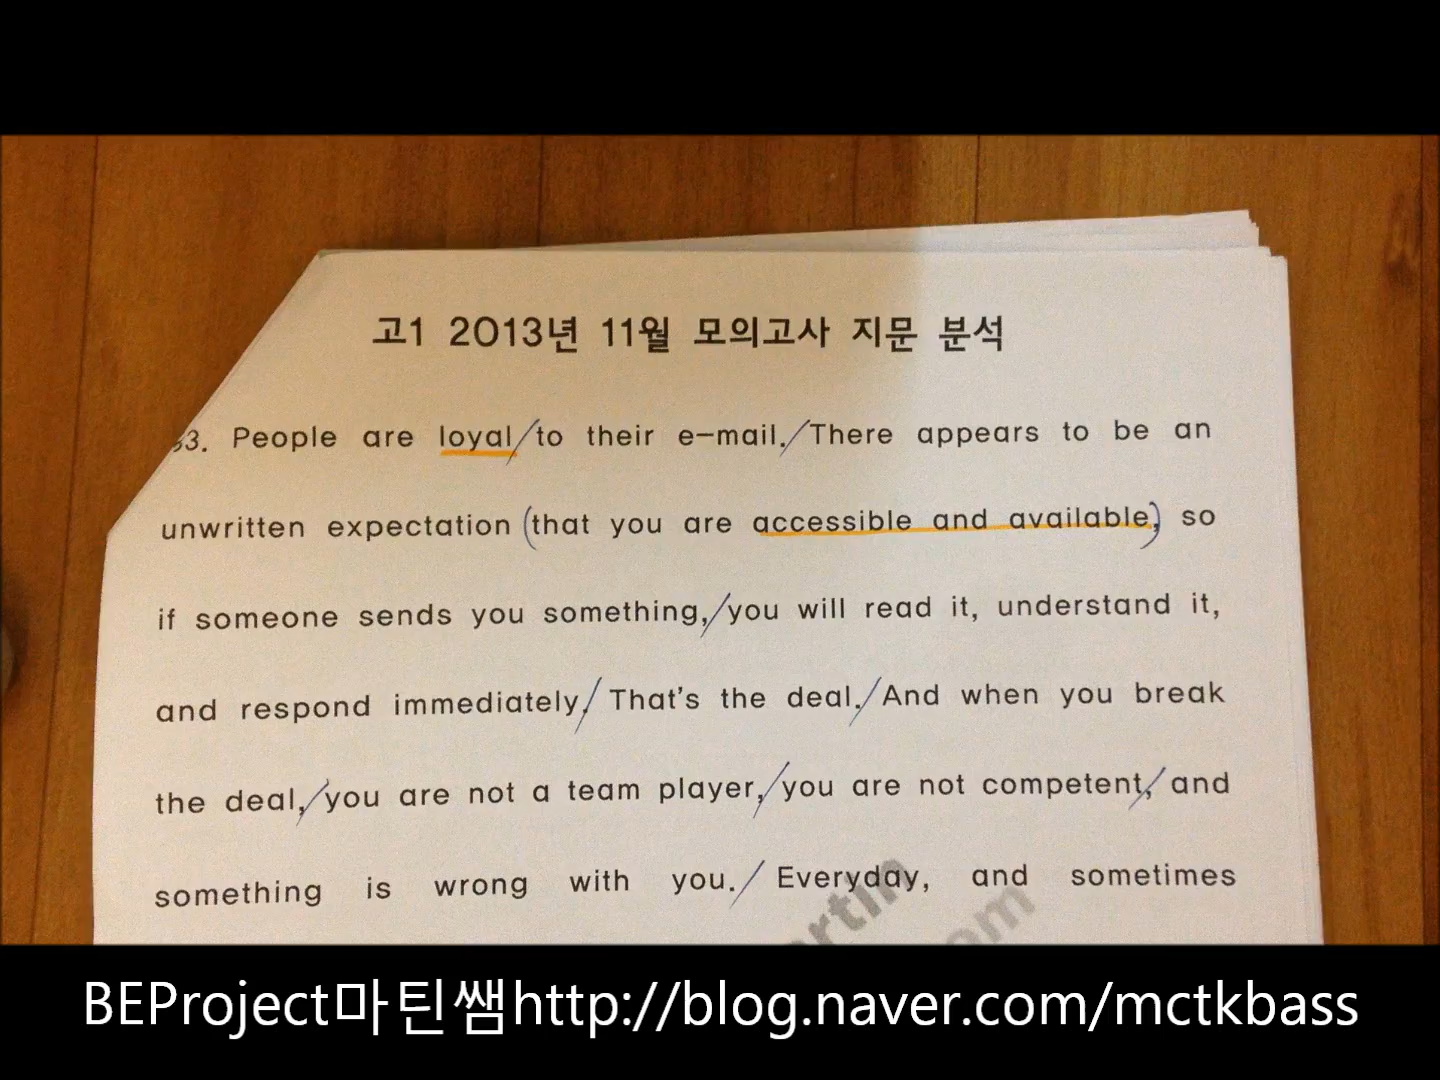 고1 2013년 11월 모의고사 지문 분석
33. People are loyal/to their e-mail./There appears to be an
unwritten expectation (that you are accessible and available,) so
if someone sends you something,/you will read it, understand it,
and respond immediately./ That's the deal./And when you break
the deal,/you are not a team player,/you are not competent,/ and
something is wrong with you./ Everyday, and sometimes
BEProject마틴쌤http://blog.naver.com/mctkbass